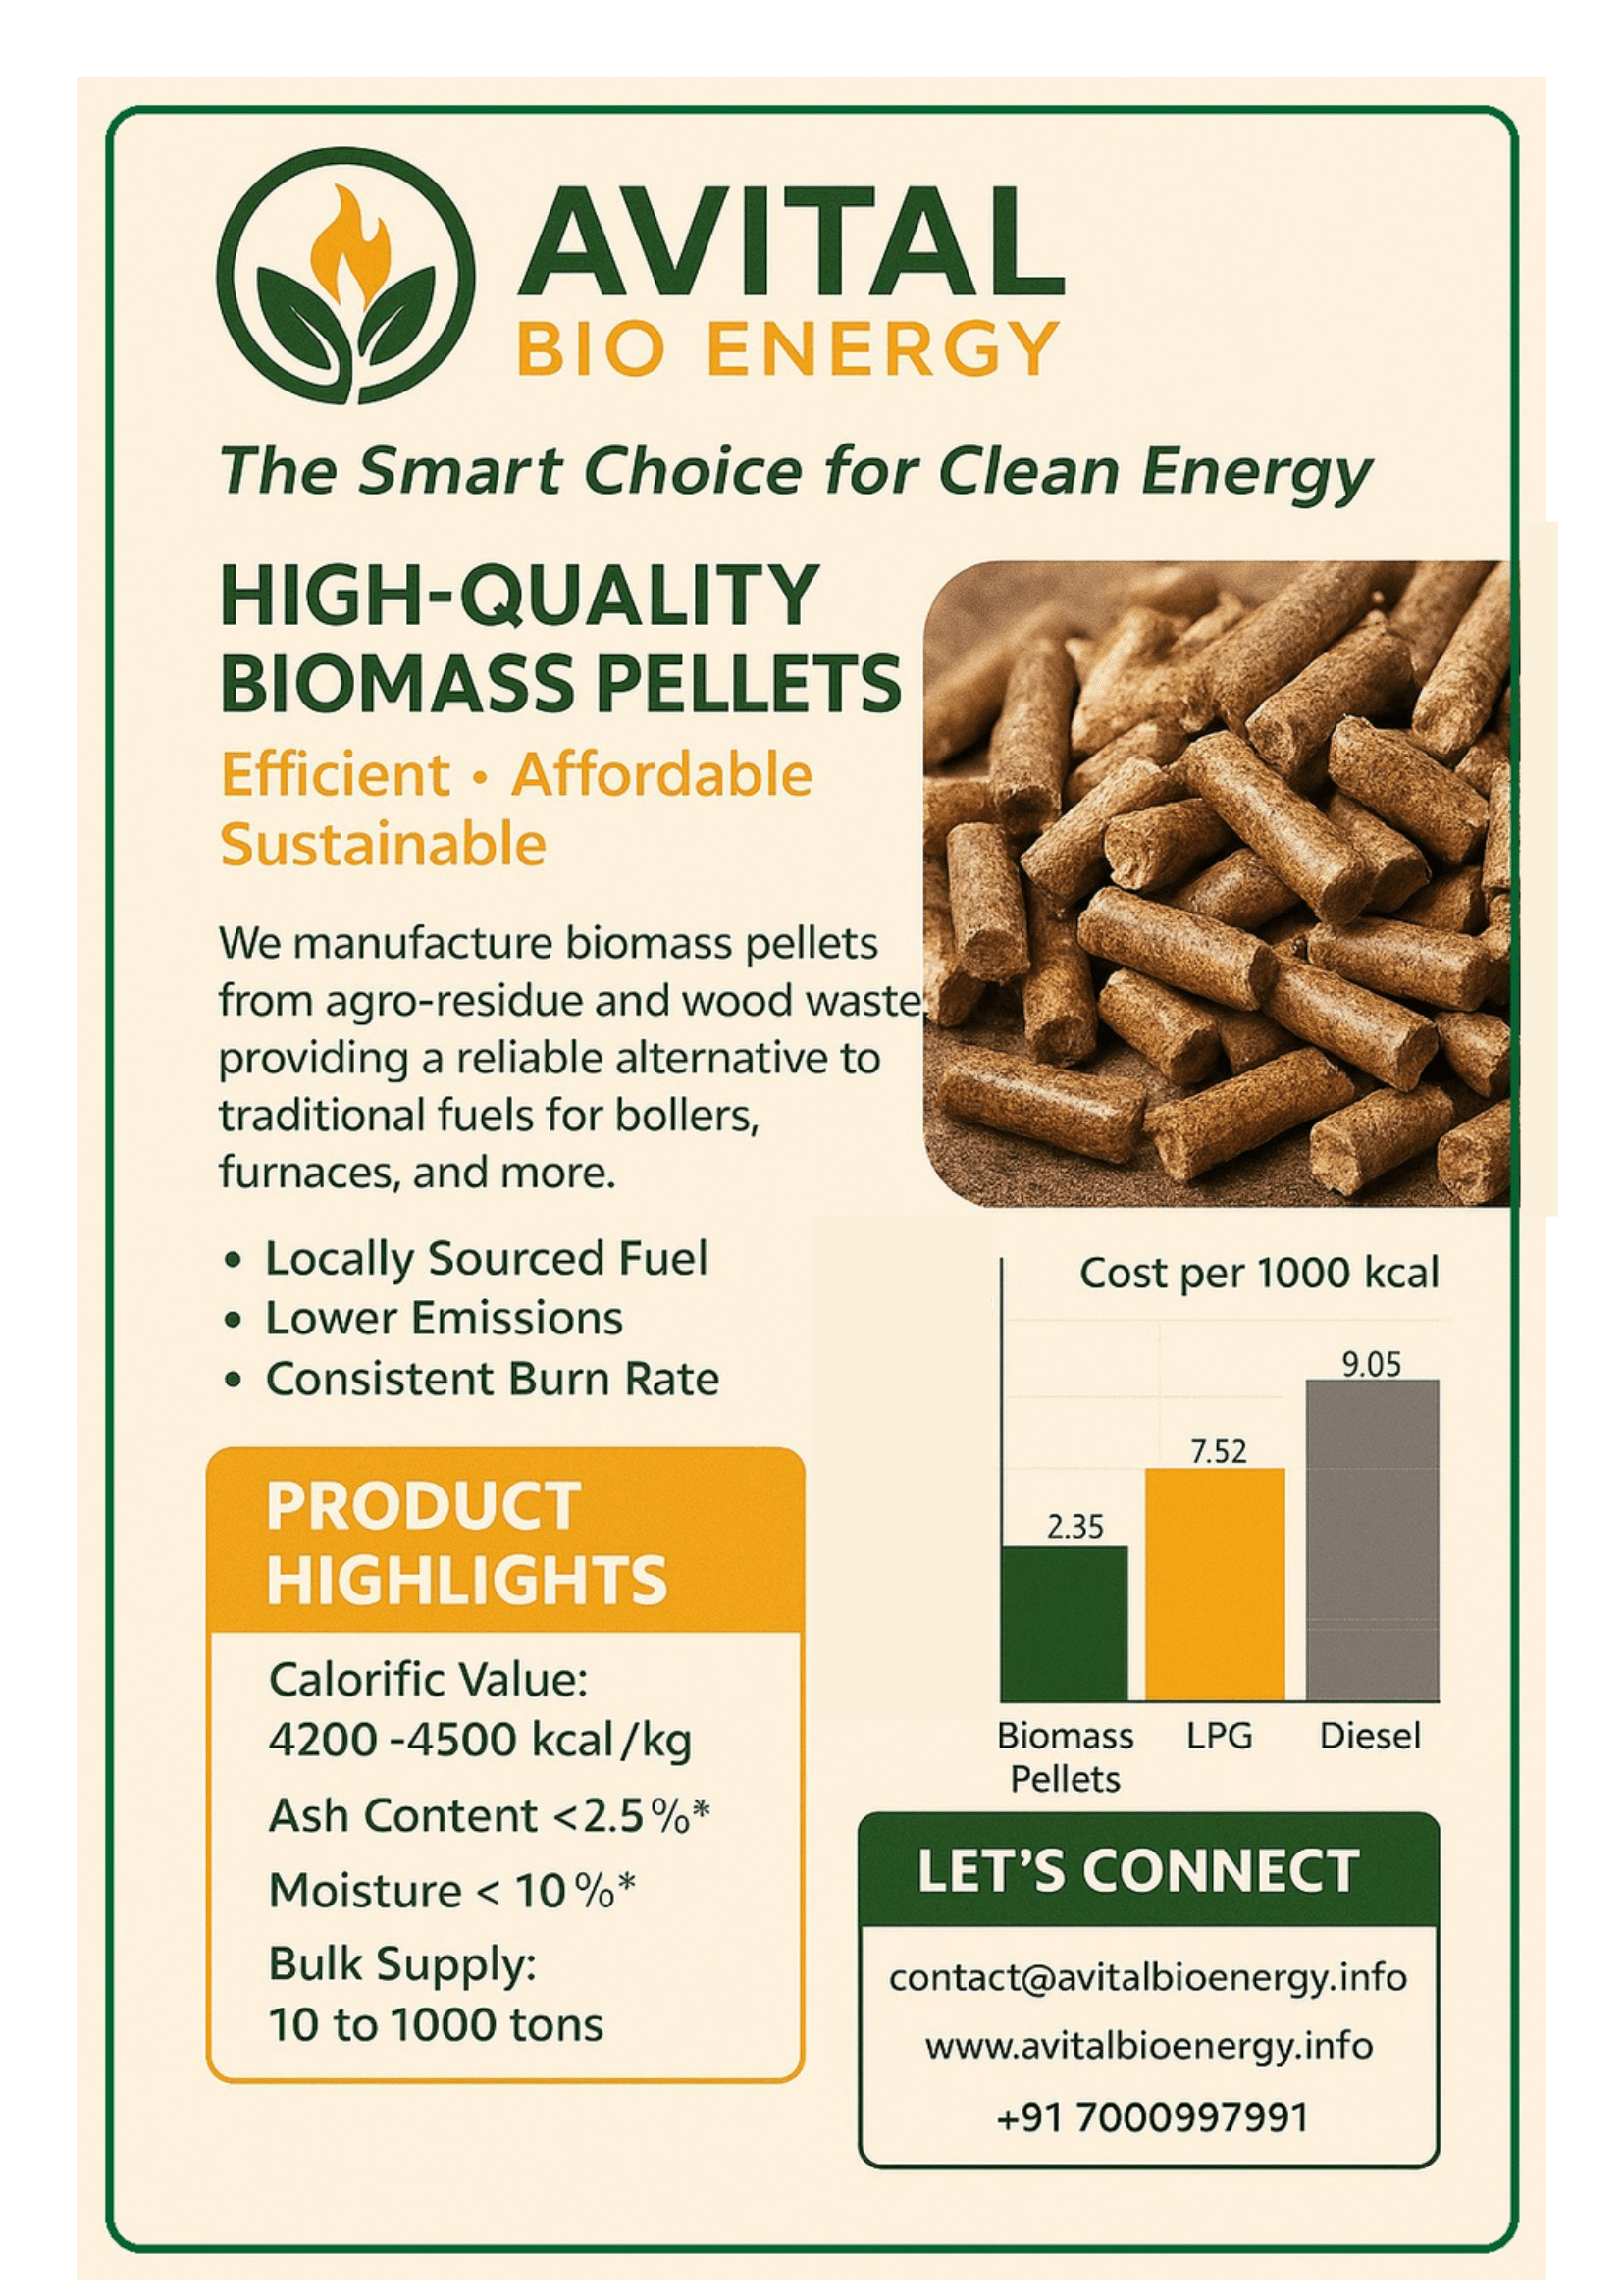 AVITAL
BIO ENERGY
The Smart Choice for Clean Energy
HIGH-QUALITY
BIOMASS PELLETS
Efficient • Affordable
Sustainable
We manufacture biomass pellets
from agro-residue and wood waste,
providing a reliable alternative to
traditional fuels for bollers,
furnaces, and more.
• Locally Sourced Fuel
• Lower Emissions
• Consistent Burn Rate
PRODUCT
HIGHLIGHTS
Calorific Value:
4200 -4500 kcal/kg
Ash Content <2.5%*
Moisture < 10%*
Bulk Supply:
10 to 1000 tons
Cost per 1000 kcal
9.05
7.52
2.35
Biomass Pellets
LPG
Diesel
LET'S CONNECT
contact@avitalbioenergy.info
www.avitalbioenergy.info
+91 7000997991